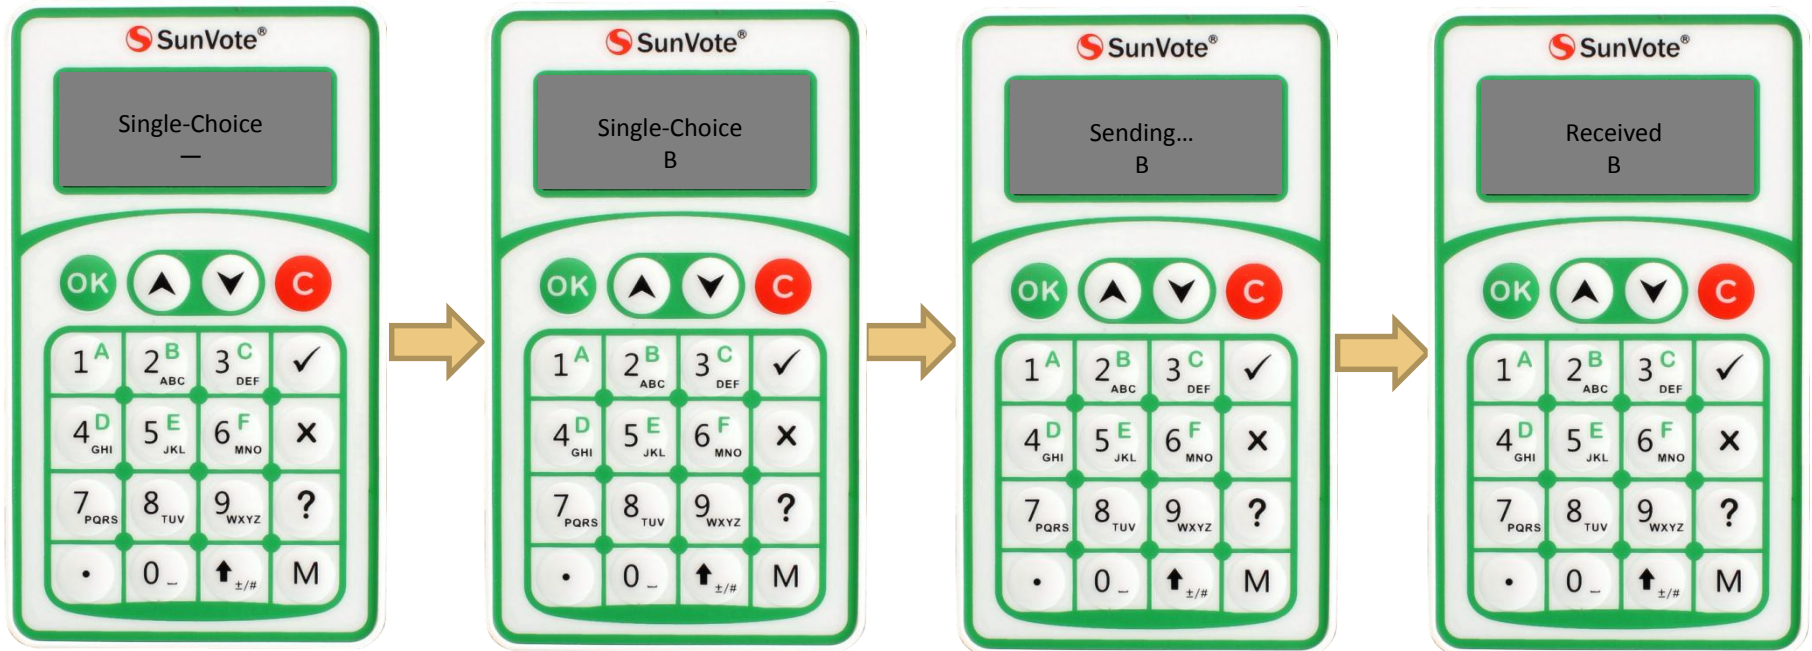 SunVote®
Single-Choice
—
OK C
1 A 2 B ABC 3 C DEF ✓
4 D GHI 5 E JKL 6 F MNO X
7 PQRS 8 TUV 9 WXYZ ?
. 0 _ ±/# M
SunVote®
Single-Choice
B
OK C
1 A 2 B ABC 3 C DEF ✓
4 D GHI 5 E JKL 6 F MNO X
7 PQRS 8 TUV 9 WXYZ ?
. 0 _ ±/# M
SunVote®
Sending...
B
OK C
1 A 2 B ABC 3 C DEF ✓
4 D GHI 5 E JKL 6 F MNO X
7 PQRS 8 TUV 9 WXYZ ?
. 0 _ ±/# M
SunVote®
Received
B
OK C
1 A 2 B ABC 3 C DEF ✓
4 D GHI 5 E JKL 6 F MNO X
7 PQRS 8 TUV 9 WXYZ ?
. 0 _ ±/# M